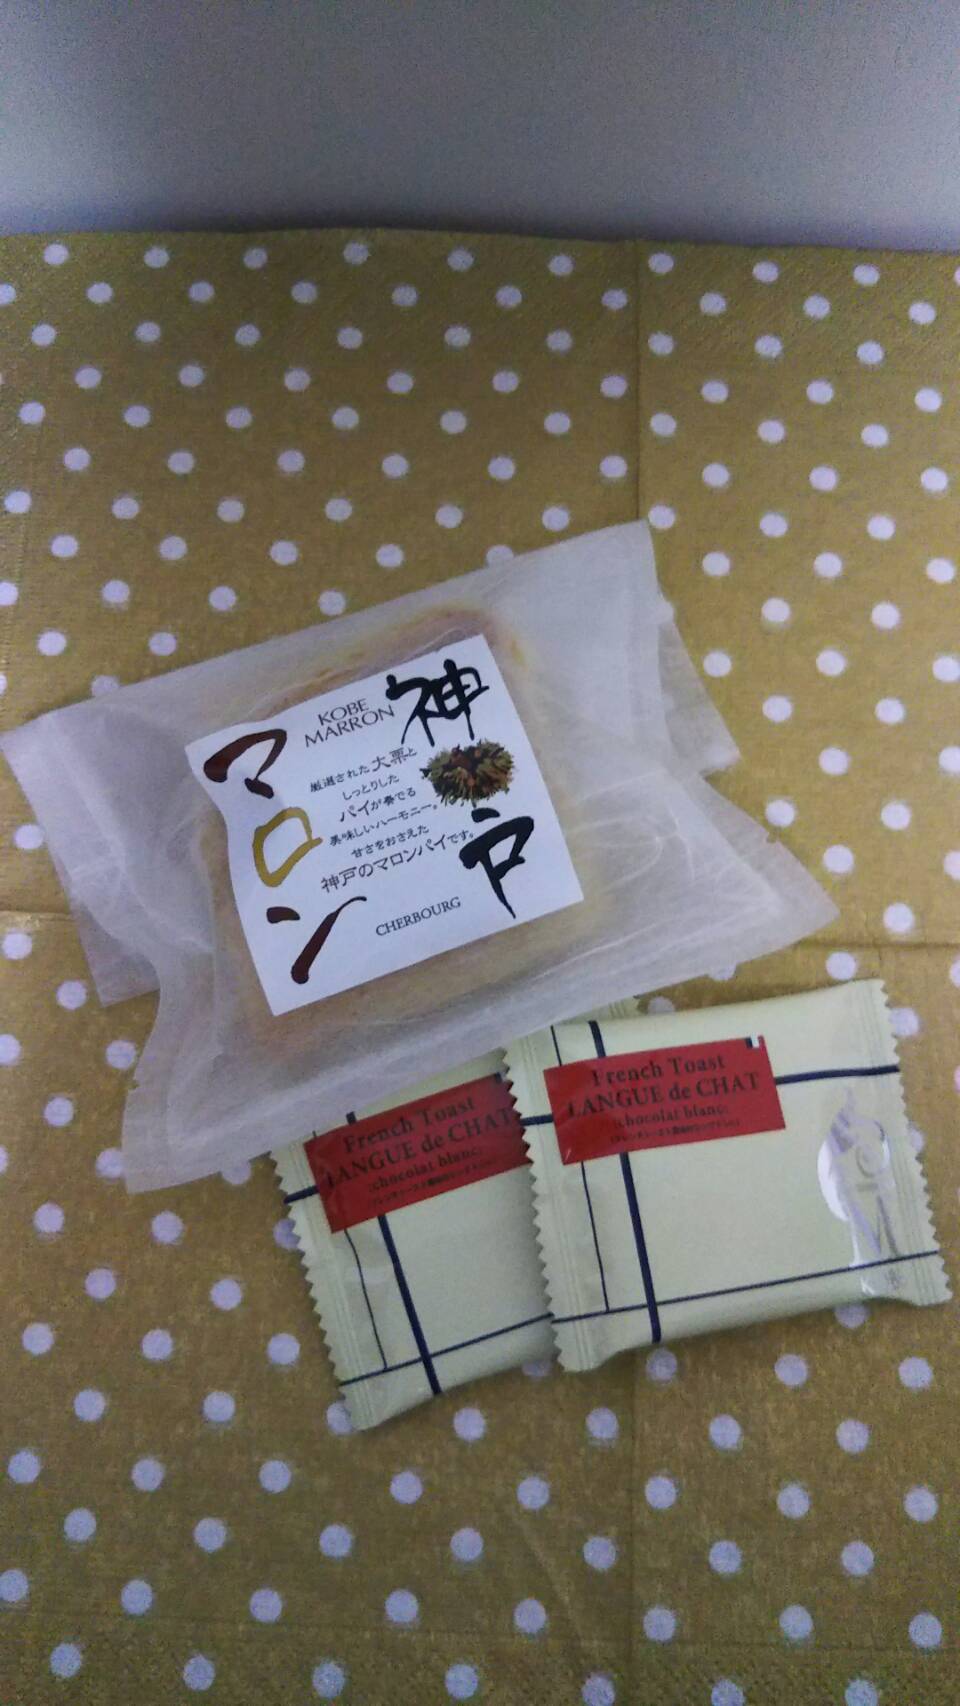 神戸
マロン
KOBE
MARRON
厳選された大栗と
しっとりした
パイが奏でる
美味しいハーモニー。
甘さをおさえた
神戸のマロンパイです。
CHERBOURG
French Toast
LANGUE de CHAT
(chocolat blanc)
French Toast
LANGUE de CHAT
(chocolat blanc)